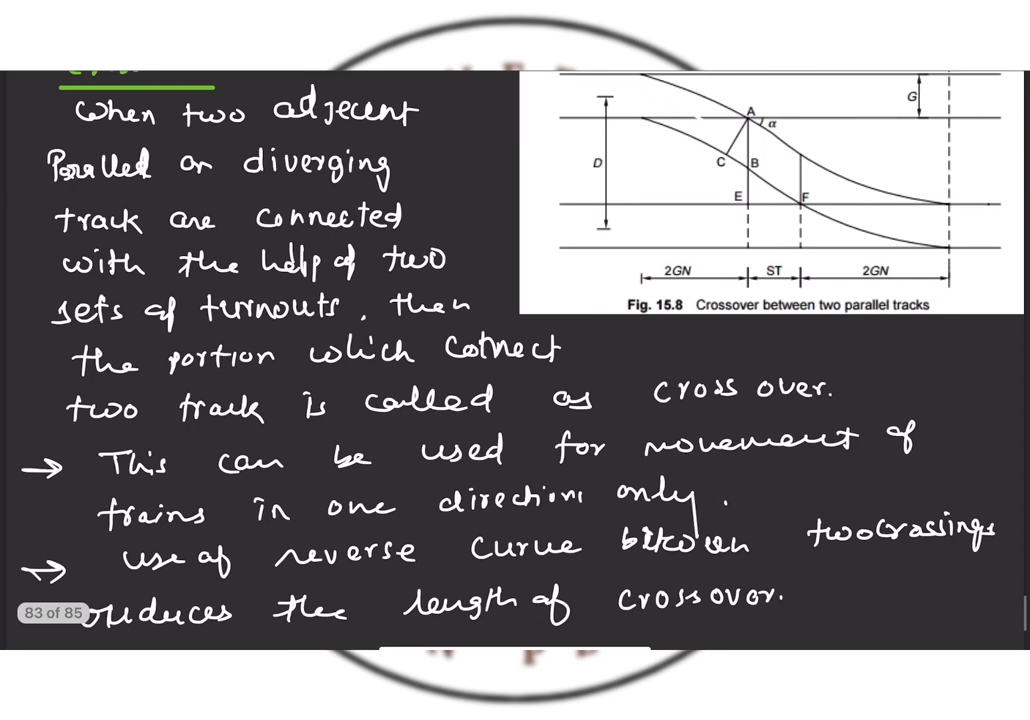 When two adjecent
Parallel or diverging
track are connected
with the help of two
sets of turnouts, then
the portion which connect
two track is called as cross over.
→ This can be used for movement of
trains in one direction only.
→ use of reverse curve between two Crossings
reduces the length of crossover.
83 of 85
A
α
G
D
C
B
E
F
2GN
ST
2GN
Fig. 15.8 Crossover between two parallel tracks